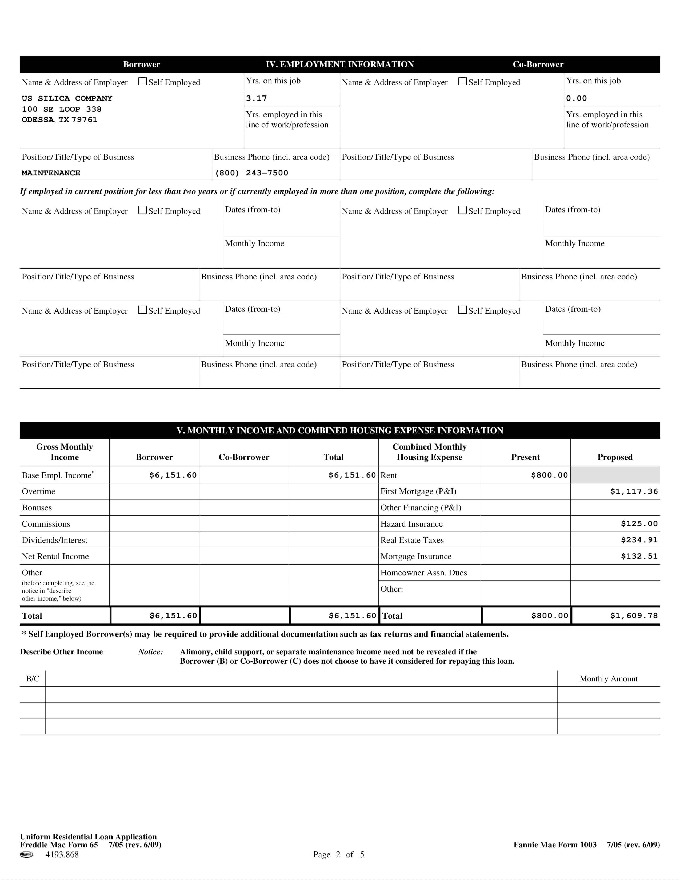 Borrower IV. EMPLOYMENT INFORMATION Co-Borrower
Name & Address of Employer Self Employed Yrs. on this job Name & Address of Employer Self Employed Yrs. on this job
US SILICA COMPANY 3.17 0.00
100 SE LOOP 338
ODESSA TX 79761
Yrs. employed in this line of work/profession Yrs. employed in this line of work/profession
Position/Title/Type of Business Business Phone (incl. area code) Position/Title/Type of Business Business Phone (incl. area code)
MAINTENANCE (800) 243-7500
If employed in current position for less than two years or if currently employed in more than one position, complete the following:
Name & Address of Employer Self Employed Dates (from-to) Name & Address of Employer Self Employed Dates (from-to)
Monthly Income Monthly Income
Position/Title/Type of Business Business Phone (incl. area code) Position/Title/Type of Business Business Phone (incl. area code)
Name & Address of Employer Self Employed Dates (from-to) Name & Address of Employer Self Employed Dates (from-to)
Monthly Income Monthly Income
Position/Title/Type of Business Business Phone (incl. area code) Position/Title/Type of Business Business Phone (incl. area code)
V. MONTHLY INCOME AND COMBINED HOUSING EXPENSE INFORMATION
Gross Monthly Income Borrower Co-Borrower Total Combined Monthly Housing Expense Present Proposed
Base Empl. Income* $6,151.60 $6,151.60 Rent $800.00
Overtime First Mortgage (P&I) $1,117.36
Bonuses Other Financing (P&I)
Commissions Hazard Insurance $125.00
Dividends/Interest Real Estate Taxes $234.91
Net Rental Income Mortgage Insurance $132.51
Other Homeowner Assn. Dues
(before completing, see the
notice in "describe Other:
other income," below)
Total $6,151.60 $6,151.60 Total $800.00 $1,609.78
* Self Employed Borrower(s) may be required to provide additional documentation such as tax returns and financial statements.
Describe Other Income Notice: Alimony, child support, or separate maintenance income need not be revealed if the
Borrower (B) or Co-Borrower (C) does not choose to have it considered for repaying this loan.
B/C Monthly Amount
Uniform Residential Loan Application
Freddie Mac Form 65 7/05 (rev. 6/09) Fannie Mae Form 1003 7/05 (rev. 6/09)
4193.868 Page 2 of 5